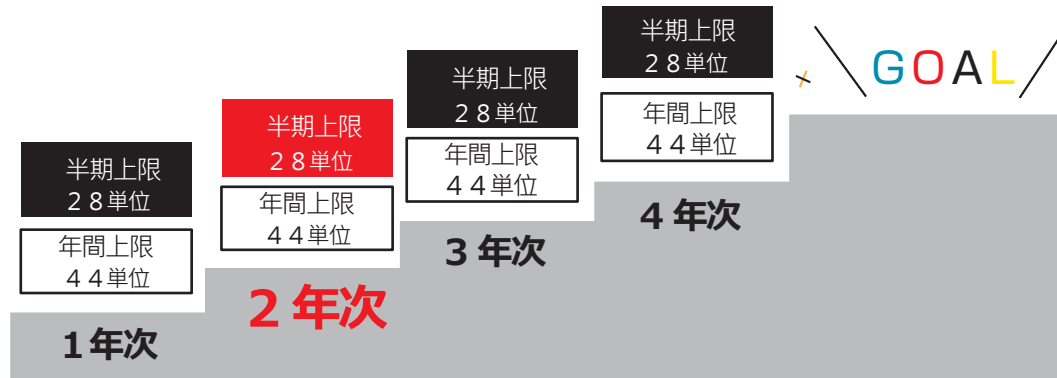 半期上限
２８単位
年間上限
４４単位
１年次
半期上限
２８単位
年間上限
４４単位
２年次
半期上限
２８単位
年間上限
４４単位
３年次
半期上限
２８単位
年間上限
４４単位
４年次
GOAL